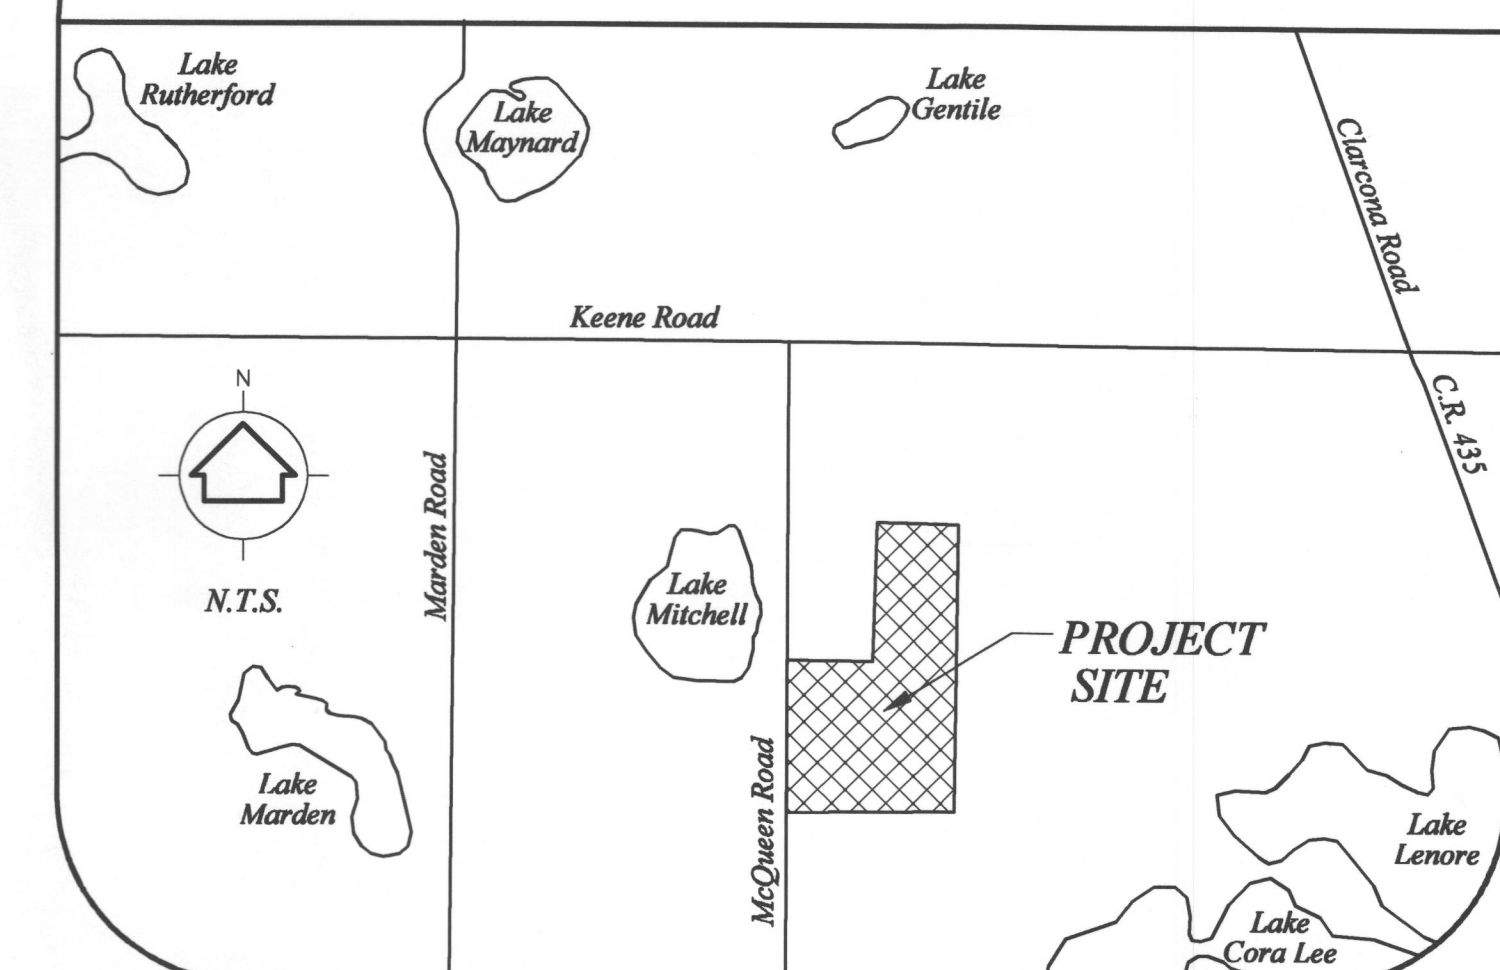 Lake
Rutherford
Lake
Maynard
Lake
Gentile
Clarcona Road
Keene Road
N
C.R. 435
Marden Road
N.T.S.
Lake
Mitchell
PROJECT
SITE
Lake
Marden
McQueen Road
Lake
Lenore
Lake
Cora Lee